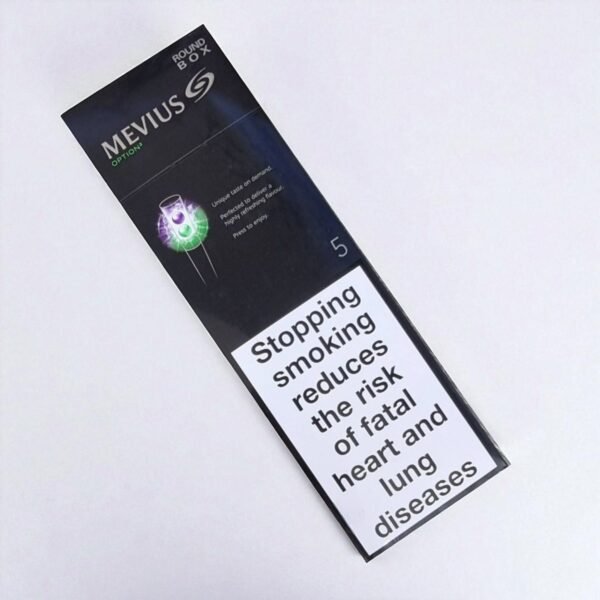 ROUND
BOX
MEVIUS
OPTION²
Unique taste on demand.
Perfected to deliver a
highly refreshing flavour.
Press to enjoy.
5
Stopping
smoking
reduces
the risk
of fatal
heart and
lung
diseases